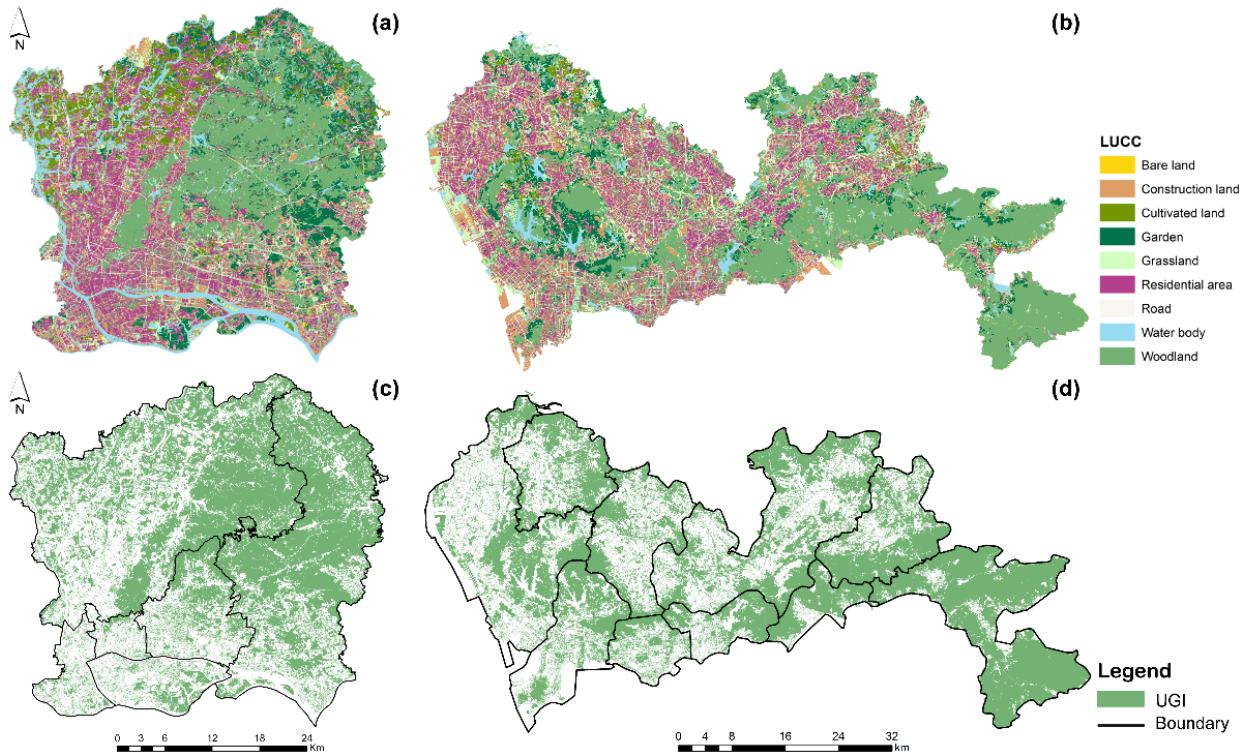 (a)
(b)
N
LUCC
Bare land
Construction land
Cultivated land
Garden
Grassland
Residential area
Road
Water body
Woodland
(c)
(d)
N
Legend
UGI
Boundary
0 3 6 12 18 24
Km
0 4 8 16 24 32
Km